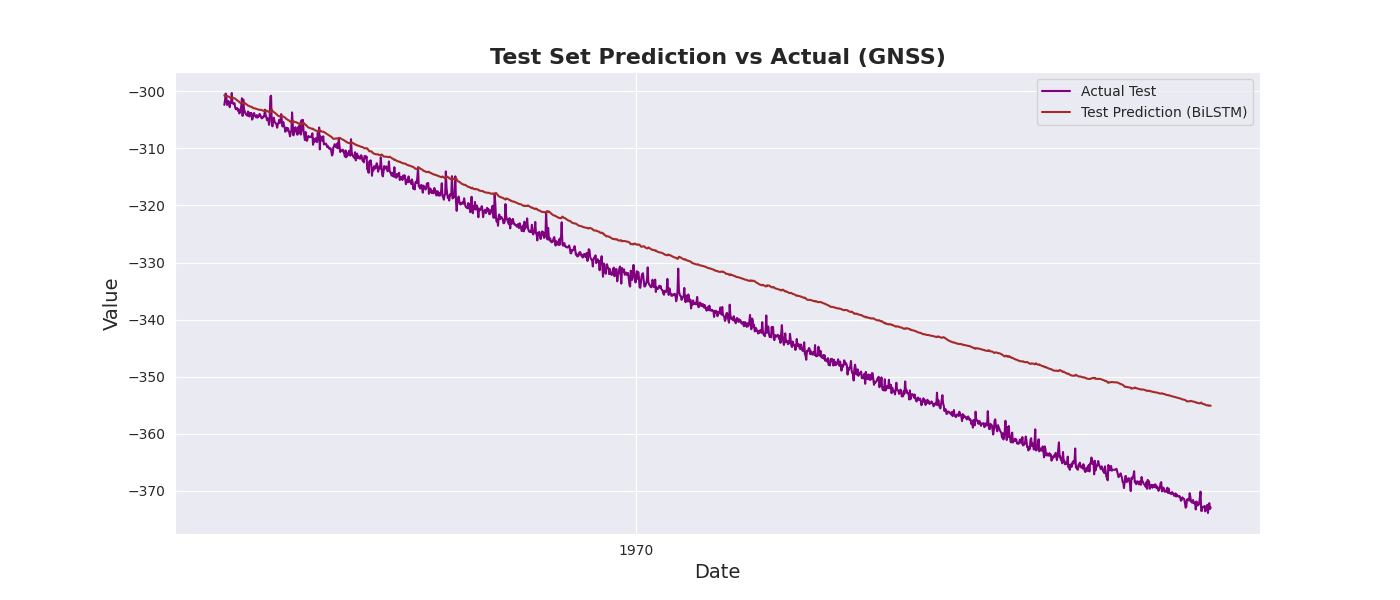 Test Set Prediction vs Actual (GNSS)
Actual Test
Test Prediction (BiLSTM)
Value
−300
−310
−320
−330
−340
−350
−360
−370
1970
Date